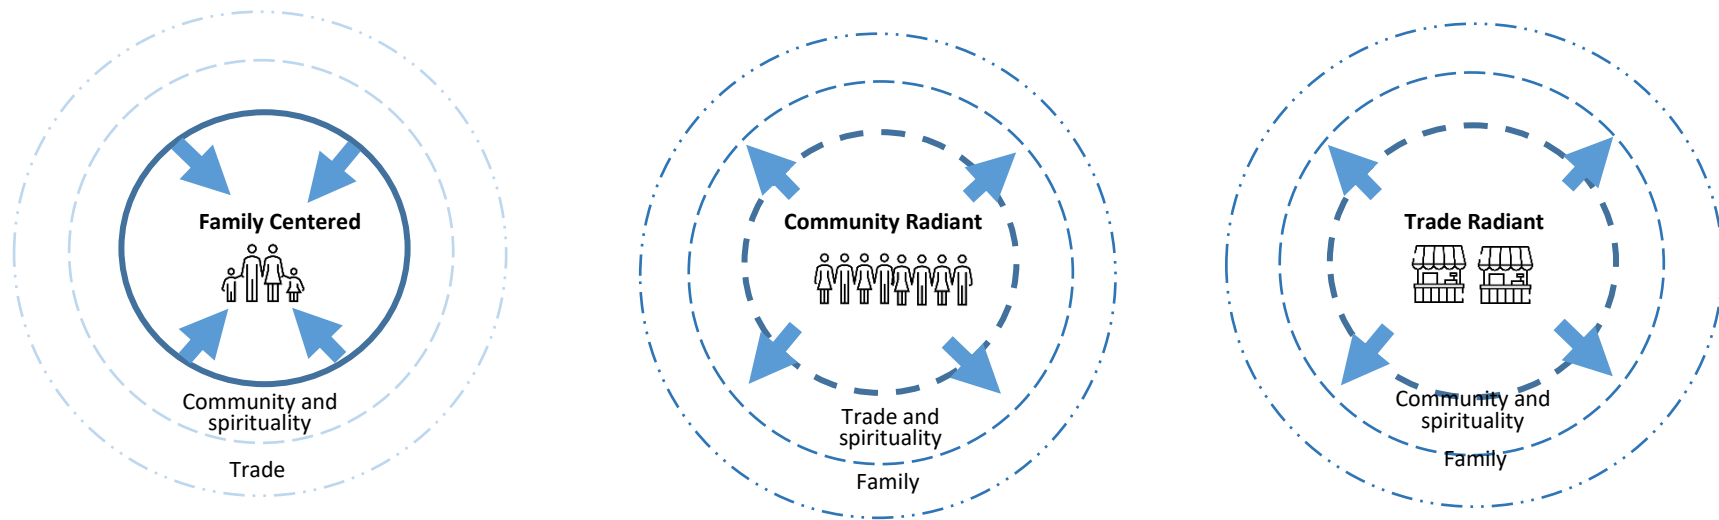 Family Centered
Community and
spirituality
Trade
Community Radiant
Trade and
spirituality
Family
Trade Radiant
Community and
spirituality
Family